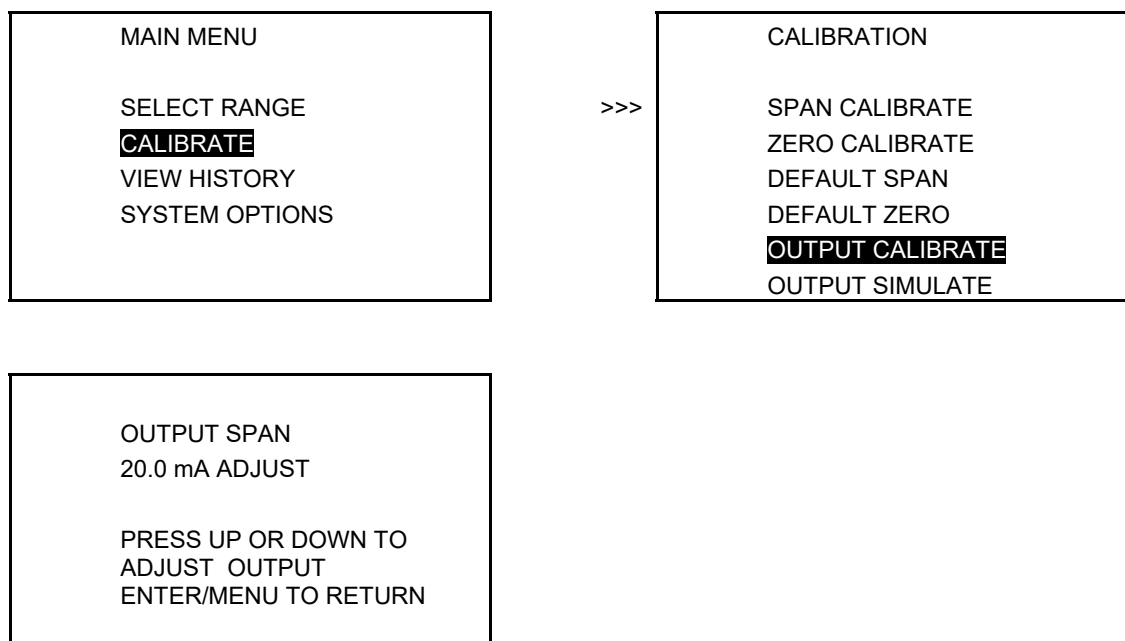 MAIN MENU
SELECT RANGE
CALIBRATE
VIEW HISTORY
SYSTEM OPTIONS
>>>
CALIBRATION
SPAN CALIBRATE
ZERO CALIBRATE
DEFAULT SPAN
DEFAULT ZERO
OUTPUT CALIBRATE
OUTPUT SIMULATE
OUTPUT SPAN
20.0 mA ADJUST
PRESS UP OR DOWN TO
ADJUST OUTPUT
ENTER/MENU TO RETURN